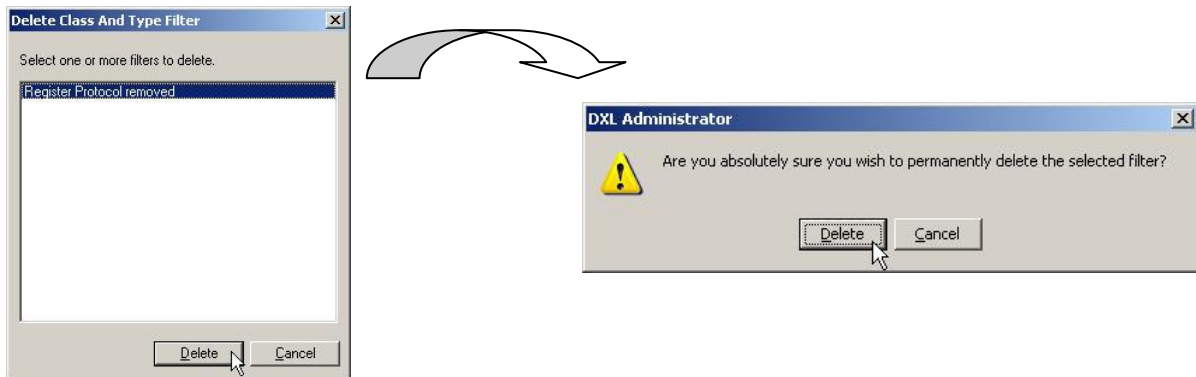 Delete Class And Type Filter
Select one or more filters to delete.
Register Protocol removed
Delete
Cancel
DXL Administrator
Are you absolutely sure you wish to permanently delete the selected filter?
Delete
Cancel